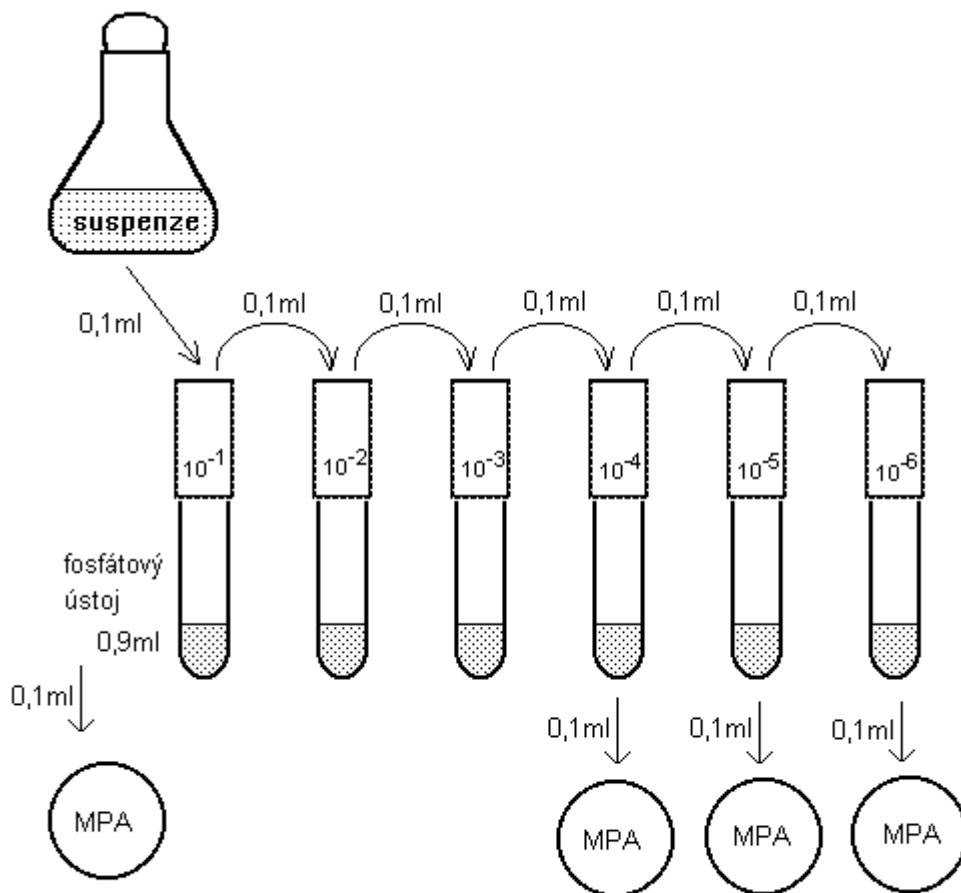 suspenze
0,1ml
0,1ml
0,1ml
0,1ml
0,1ml
0,1ml
10⁻¹
10⁻²
10⁻³
10⁻⁴
10⁻⁵
10⁻⁶
fosfátový
ústoj
0,9ml
0,1ml
0,1ml
0,1ml
0,1ml
MPA
MPA
MPA
MPA